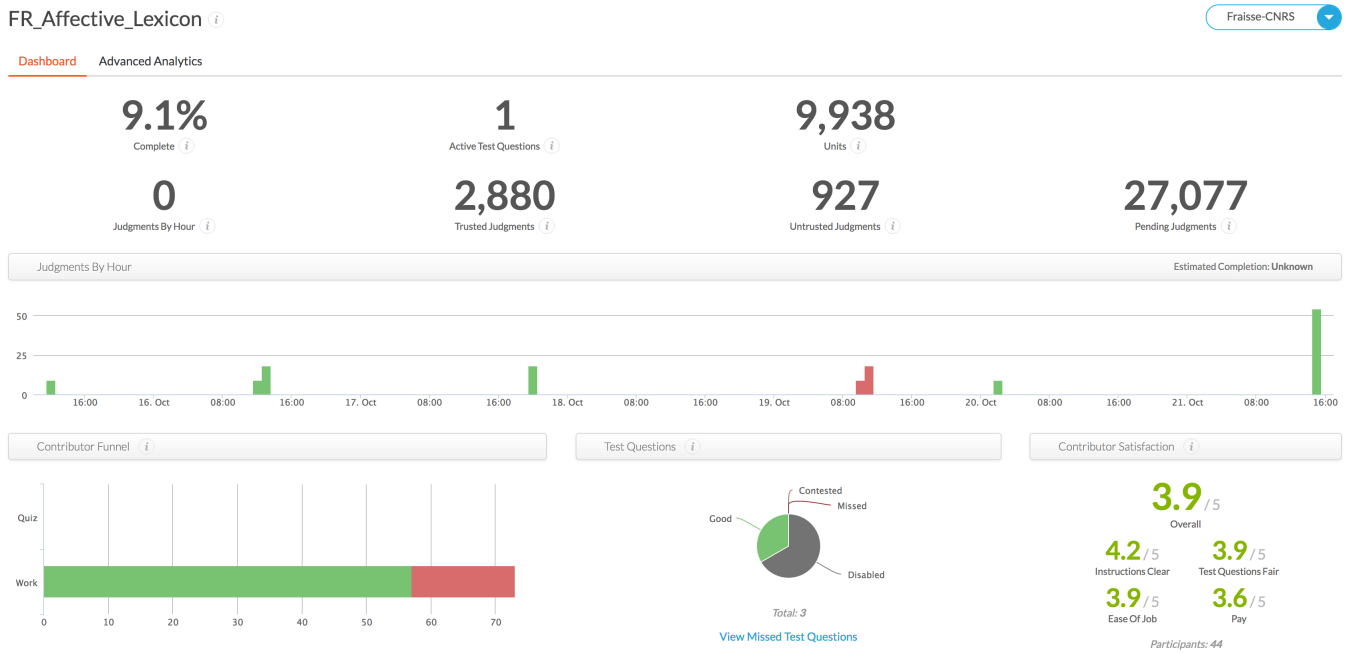 FR_Affective_Lexicon i
Fraisse-CNRS
Dashboard Advanced Analytics
9.1% 1 9,938
Complete i Active Test Questions i Units i
0 2,880 927 27,077
Judgments By Hour i Trusted Judgments i Untrusted Judgments i Pending Judgments i
Judgments By Hour Estimated Completion: Unknown
50
25
0
16:00 16. Oct 08:00 16:00 17. Oct 08:00 16:00 18. Oct 08:00 16:00 19. Oct 08:00 16:00 20. Oct 08:00 16:00 21. Oct 08:00 16:00
Contributor Funnel i
Quiz
Work
0 10 20 30 40 50 60 70
Test Questions i
Contested
Missed
Good
Disabled
Total: 3
View Missed Test Questions
Contributor Satisfaction i
3.9 / 5
Overall
4.2 / 5 3.9 / 5
Instructions Clear Test Questions Fair
3.9 / 5 3.6 / 5
Ease Of Job Pay
Participants: 44